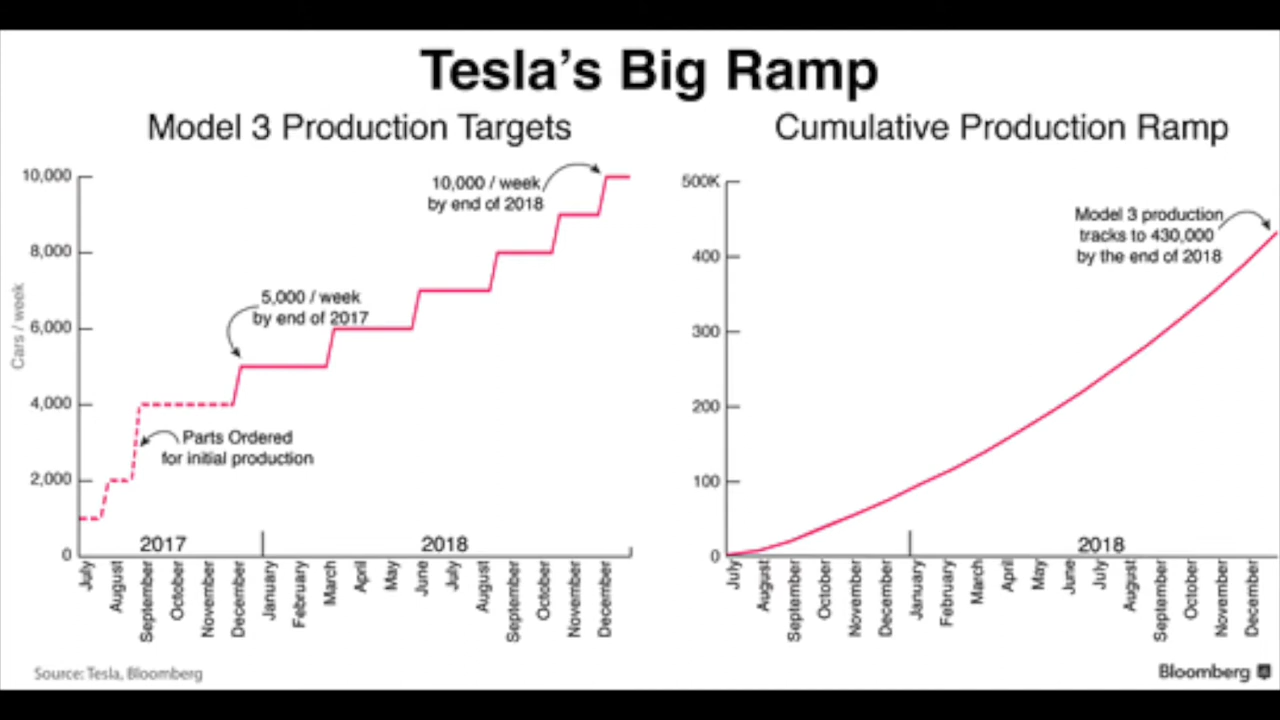 Tesla's Big Ramp
Model 3 Production Targets
10,000
8,000
6,000
4,000
2,000
0
Cars / week
10,000 / week
by end of 2018
5,000 / week
by end of 2017
Parts Ordered
for initial production
2017
2018
July
August
September
October
November
December
January
February
March
April
May
June
July
August
September
October
November
December
Cumulative Production Ramp
500K
400
300
200
100
0
Model 3 production
tracks to 430,000
by the end of 2018
2018
July
August
September
October
November
December
January
February
March
April
May
June
July
August
September
October
November
December
Source: Tesla, Bloomberg
Bloomberg